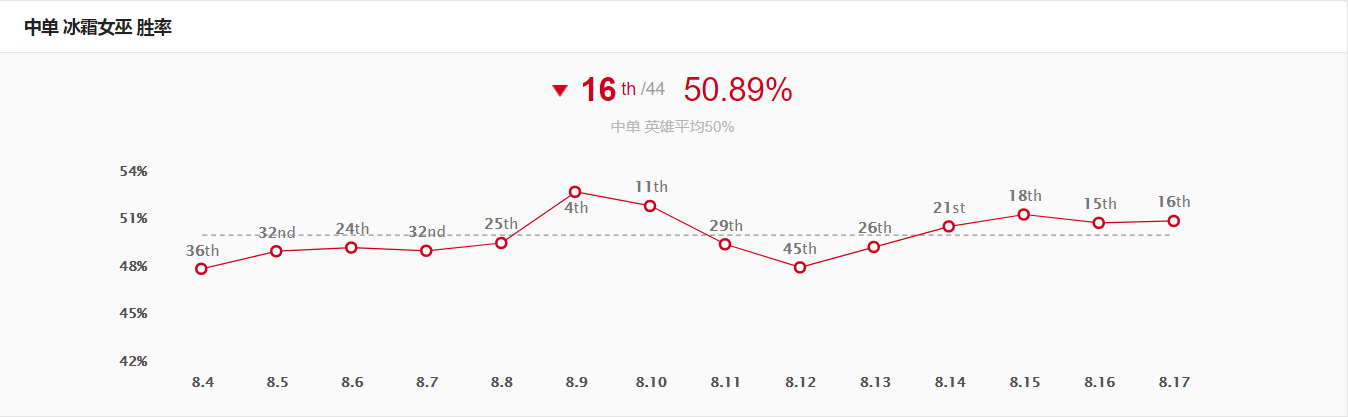 中单 冰霜女巫 胜率
16 th /44 50.89%
中单 英雄平均50%
54%
51%
48%
45%
42%
36th 32nd 24th 32nd 25th 4th 11th 29th 45th 26th 21st 18th 15th 16th
8.4 8.5 8.6 8.7 8.8 8.9 8.10 8.11 8.12 8.13 8.14 8.15 8.16 8.17